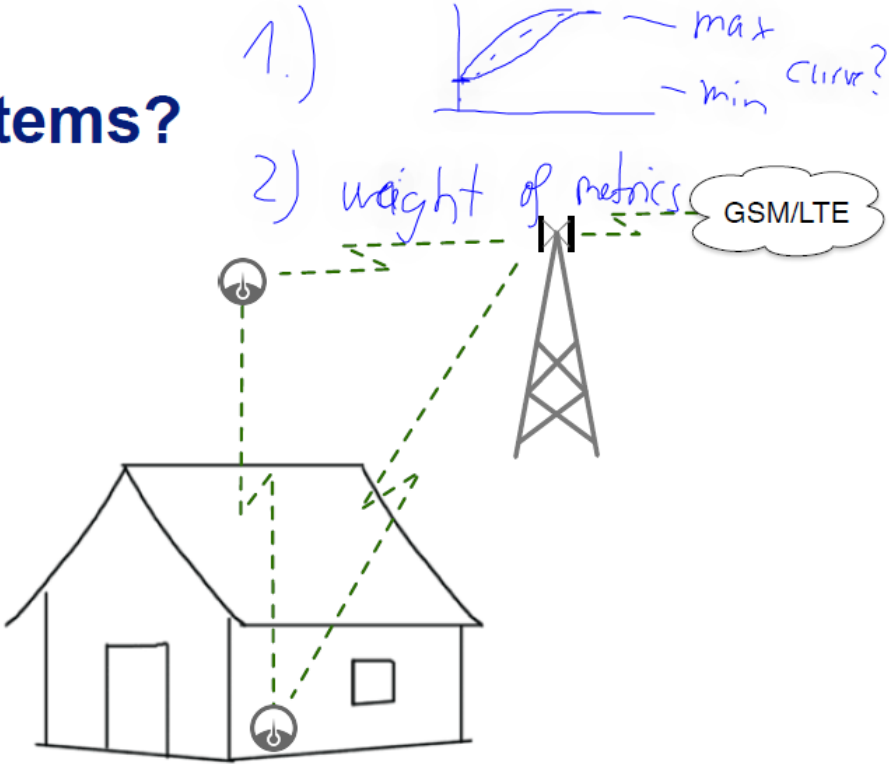 1.)
max
min curve?
tems?
2) weight of metrics
GSM/LTE